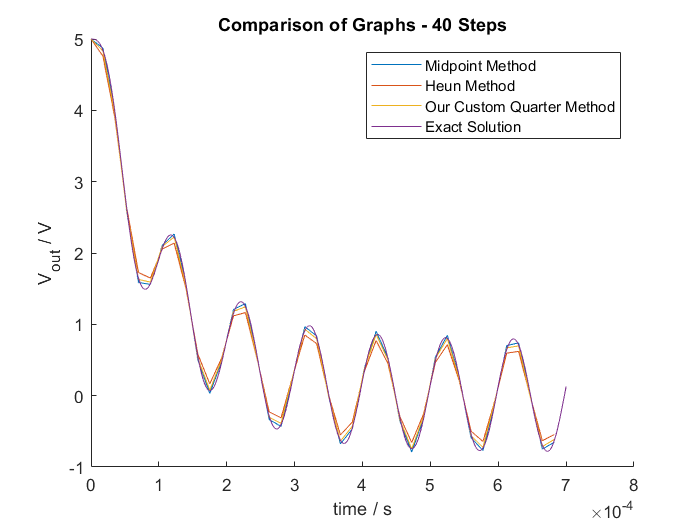 Comparison of Graphs - 40 Steps
Midpoint Method
Heun Method
Our Custom Quarter Method
Exact Solution
V_out / V
5
4
3
2
1
0
-1
0 1 2 3 4 5 6 7 8
time / s
×10^-4